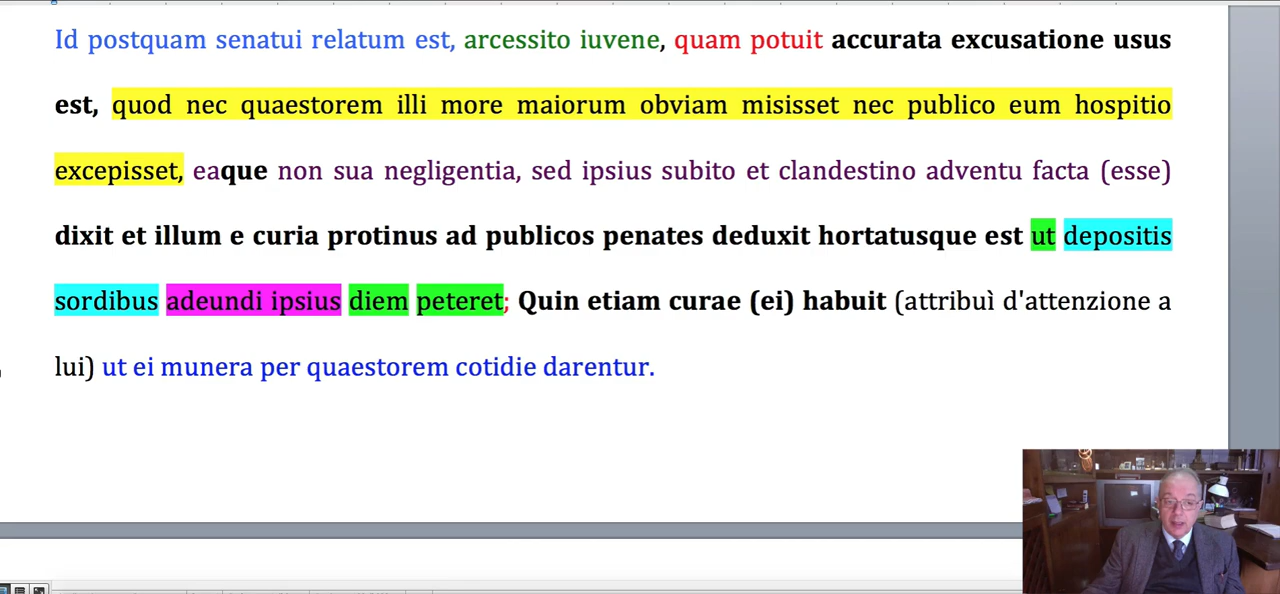 Id postquam senatui relatum est, arcessito iuvene, quam potuit accurata excusatione usus
est, quod nec quaestorem illi more maiorum obviam misisset nec publico eum hospitio
excepisset, eaque non sua negligentia, sed ipsius subito et clandestino adventu facta (esse)
dixit et illum e curia protinus ad publicos penates deduxit hortatusque est ut depositis
sordibus adeundi ipsius diem peteret; Quin etiam curae (ei) habuit (attribuì d'attenzione a
lui) ut ei munera per quaestorem cotidie darentur.